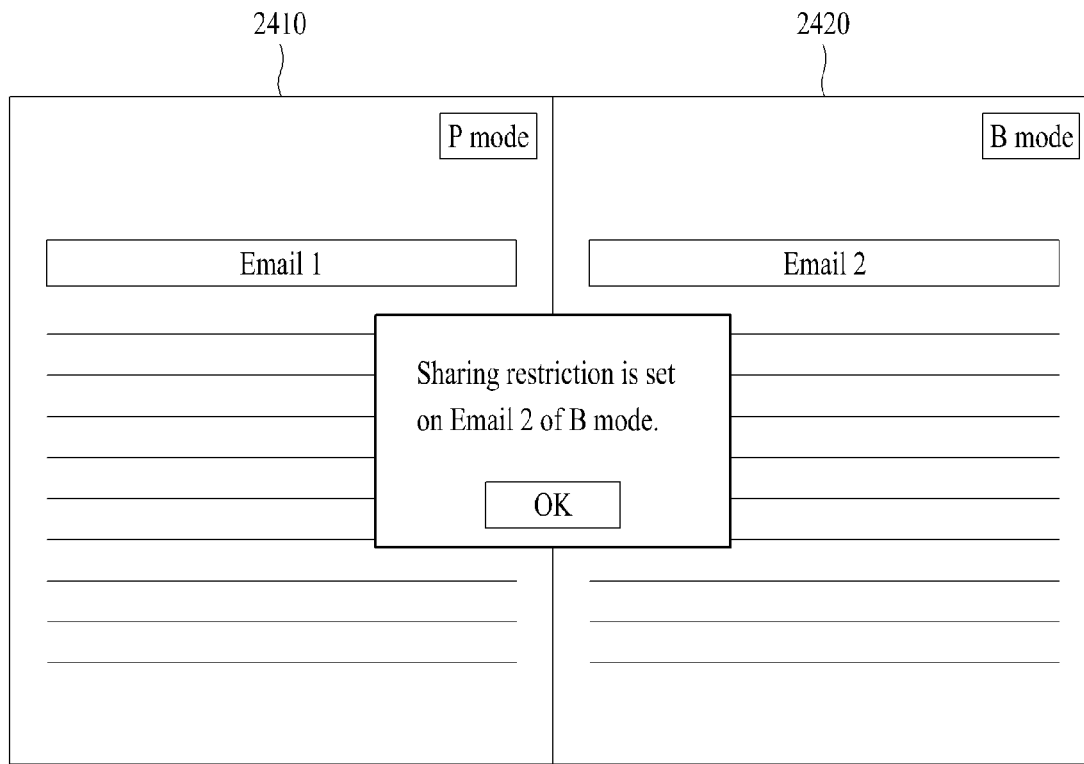 2410
2420
P mode
B mode
Email 1
Email 2
Sharing restriction is set
on Email 2 of B mode.
OK